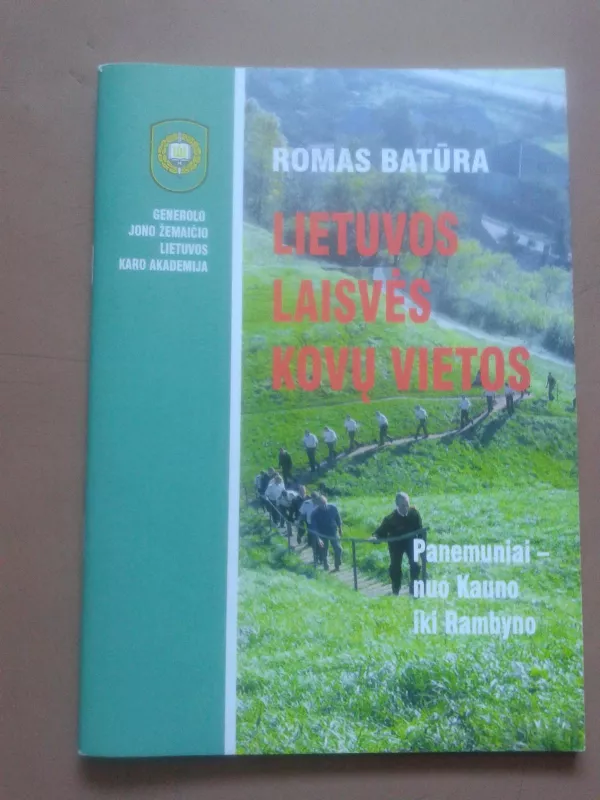 GENEROLO
JONO ŽEMAIČIO
LIETUVOS
KARO AKADEMIJA
ROMAS BATŪRA
LIETUVOS
LAISVĖS
KOVŲ VIETOS
Panemuniai –
nuo Kauno
iki Rambyno